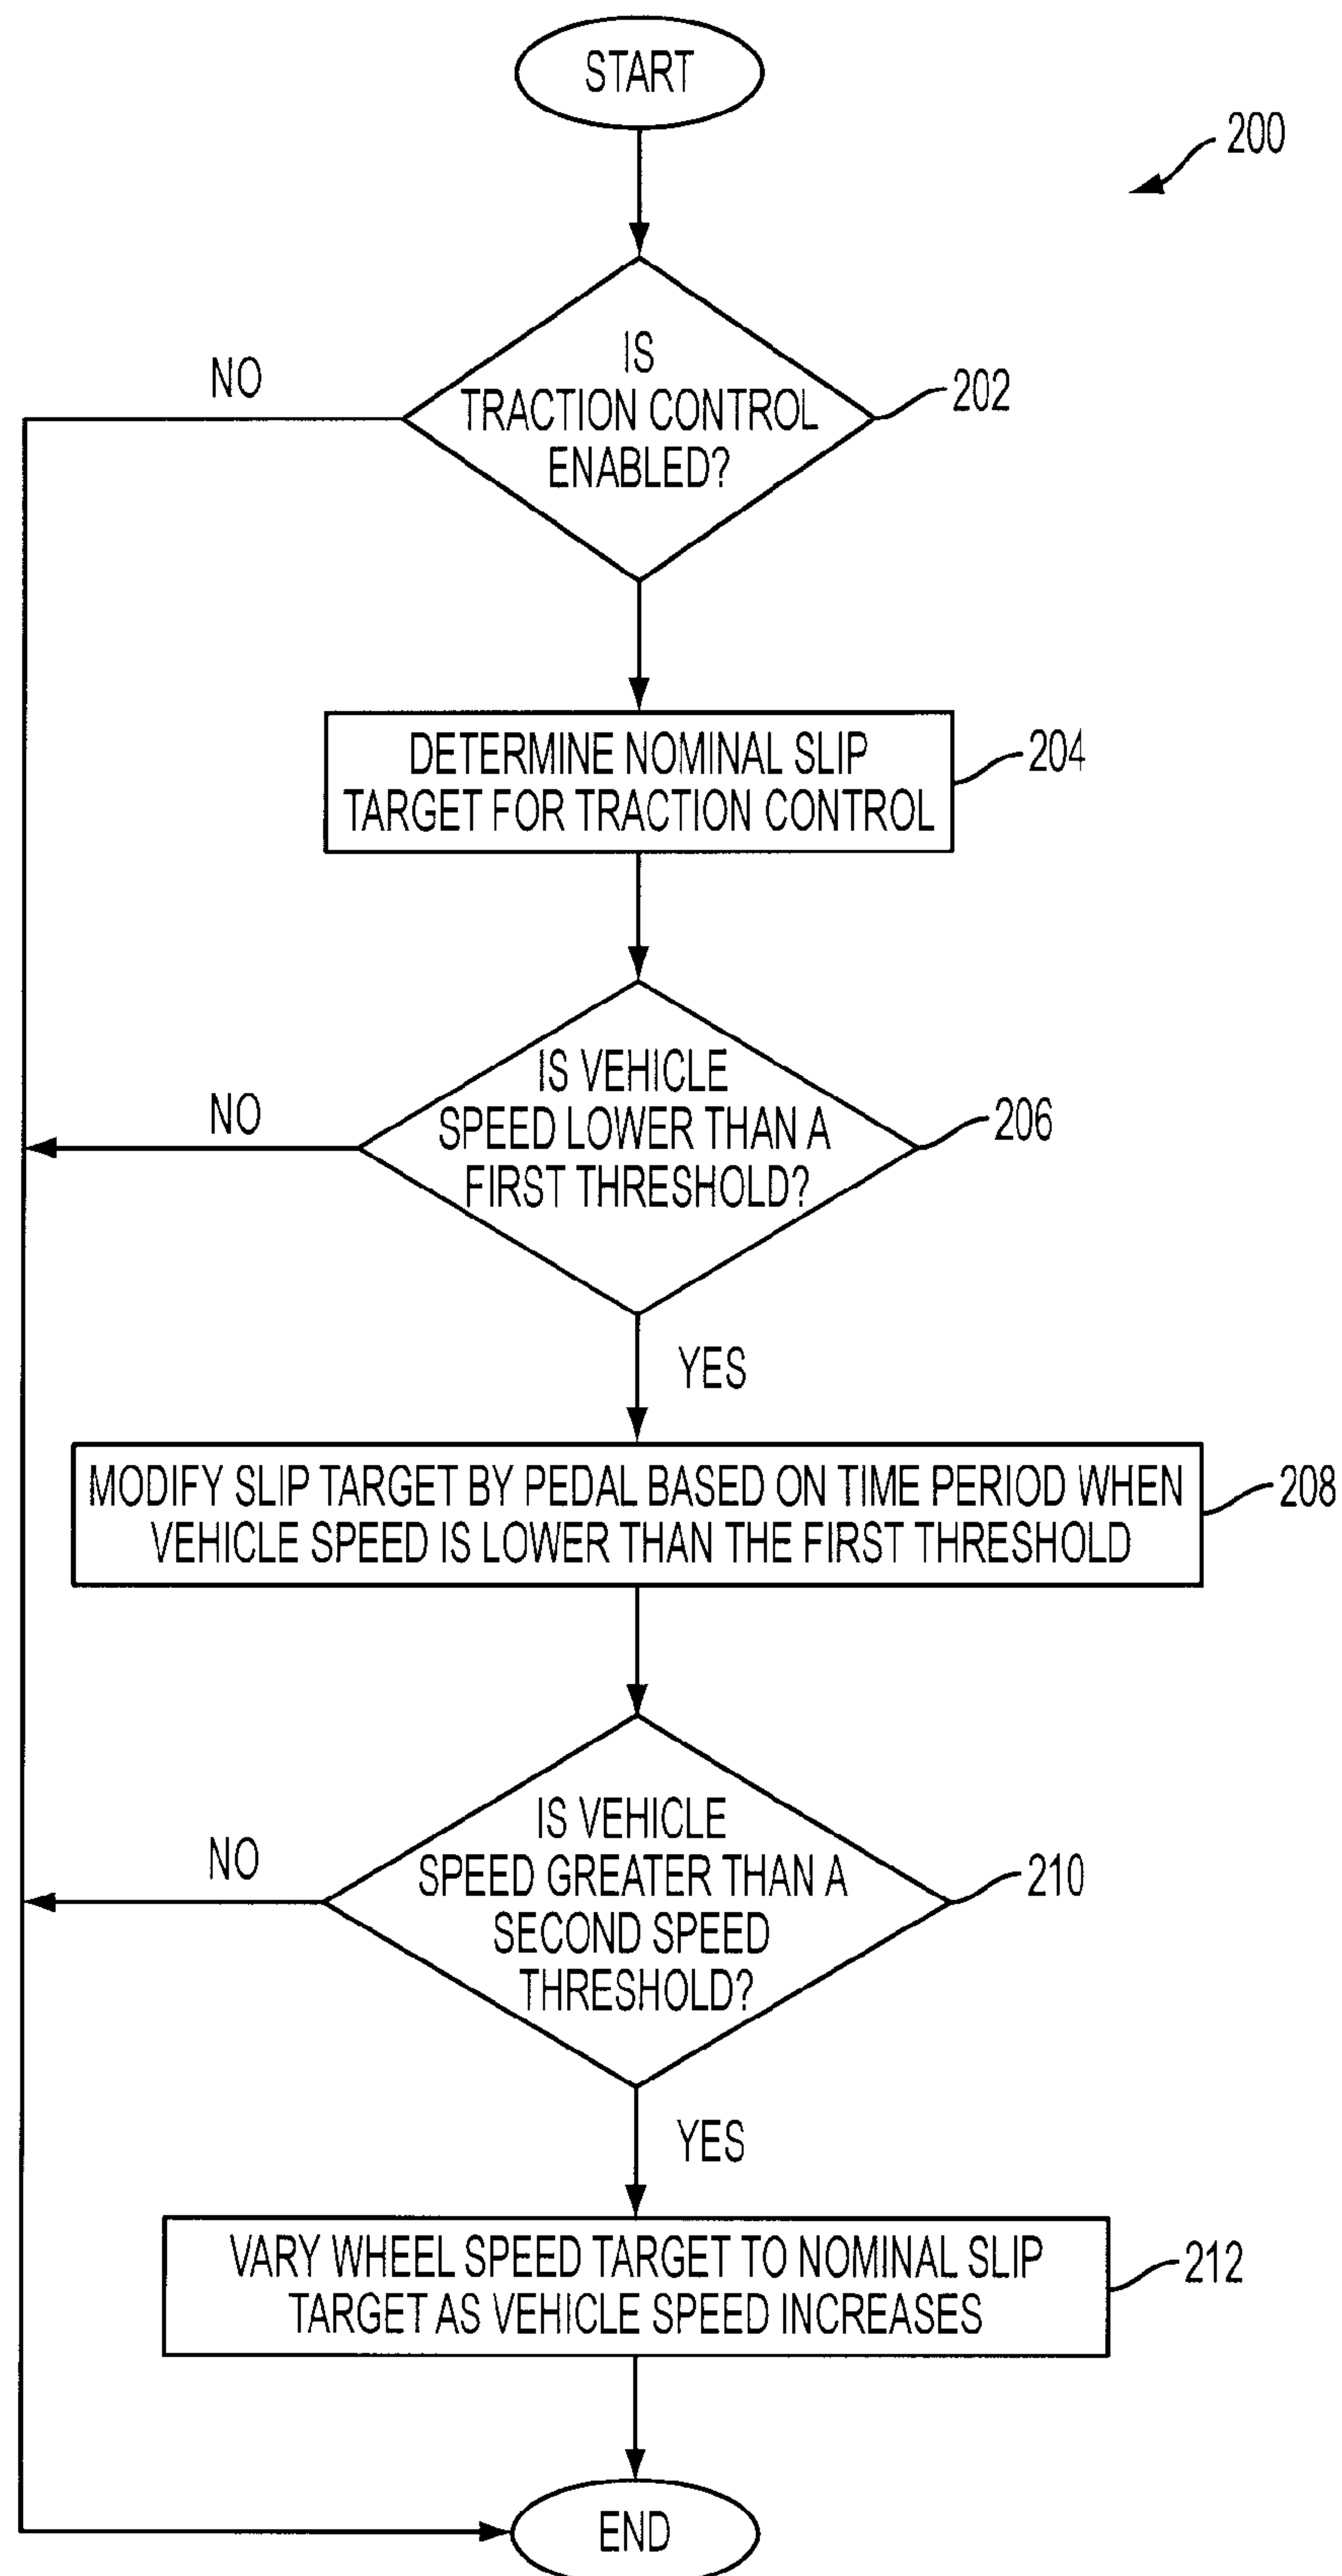 START
200
IS
TRACTION CONTROL
ENABLED?
202
NO
DETERMINE NOMINAL SLIP
TARGET FOR TRACTION CONTROL
204
IS VEHICLE
SPEED LOWER THAN A
FIRST THRESHOLD?
206
NO
YES
MODIFY SLIP TARGET BY PEDAL BASED ON TIME PERIOD WHEN
VEHICLE SPEED IS LOWER THAN THE FIRST THRESHOLD
208
IS VEHICLE
SPEED GREATER THAN A
SECOND SPEED
THRESHOLD?
210
NO
YES
VARY WHEEL SPEED TARGET TO NOMINAL SLIP
TARGET AS VEHICLE SPEED INCREASES
212
END